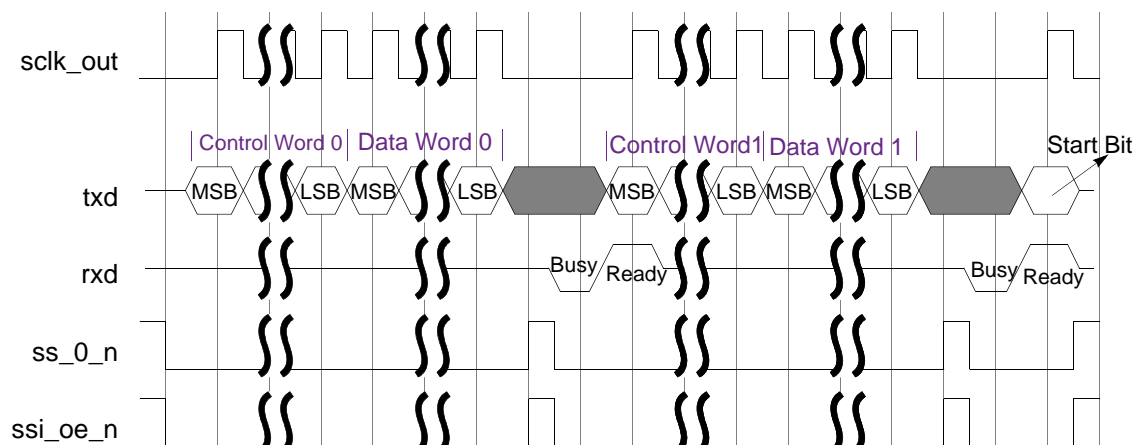 sclk_out
Control Word 0
Data Word 0
Control Word1
Data Word 1
Start Bit
txd
MSB
LSB
MSB
LSB
MSB
LSB
MSB
LSB
rxd
Busy
Ready
Busy
Ready
ss_0_n
ssi_oe_n